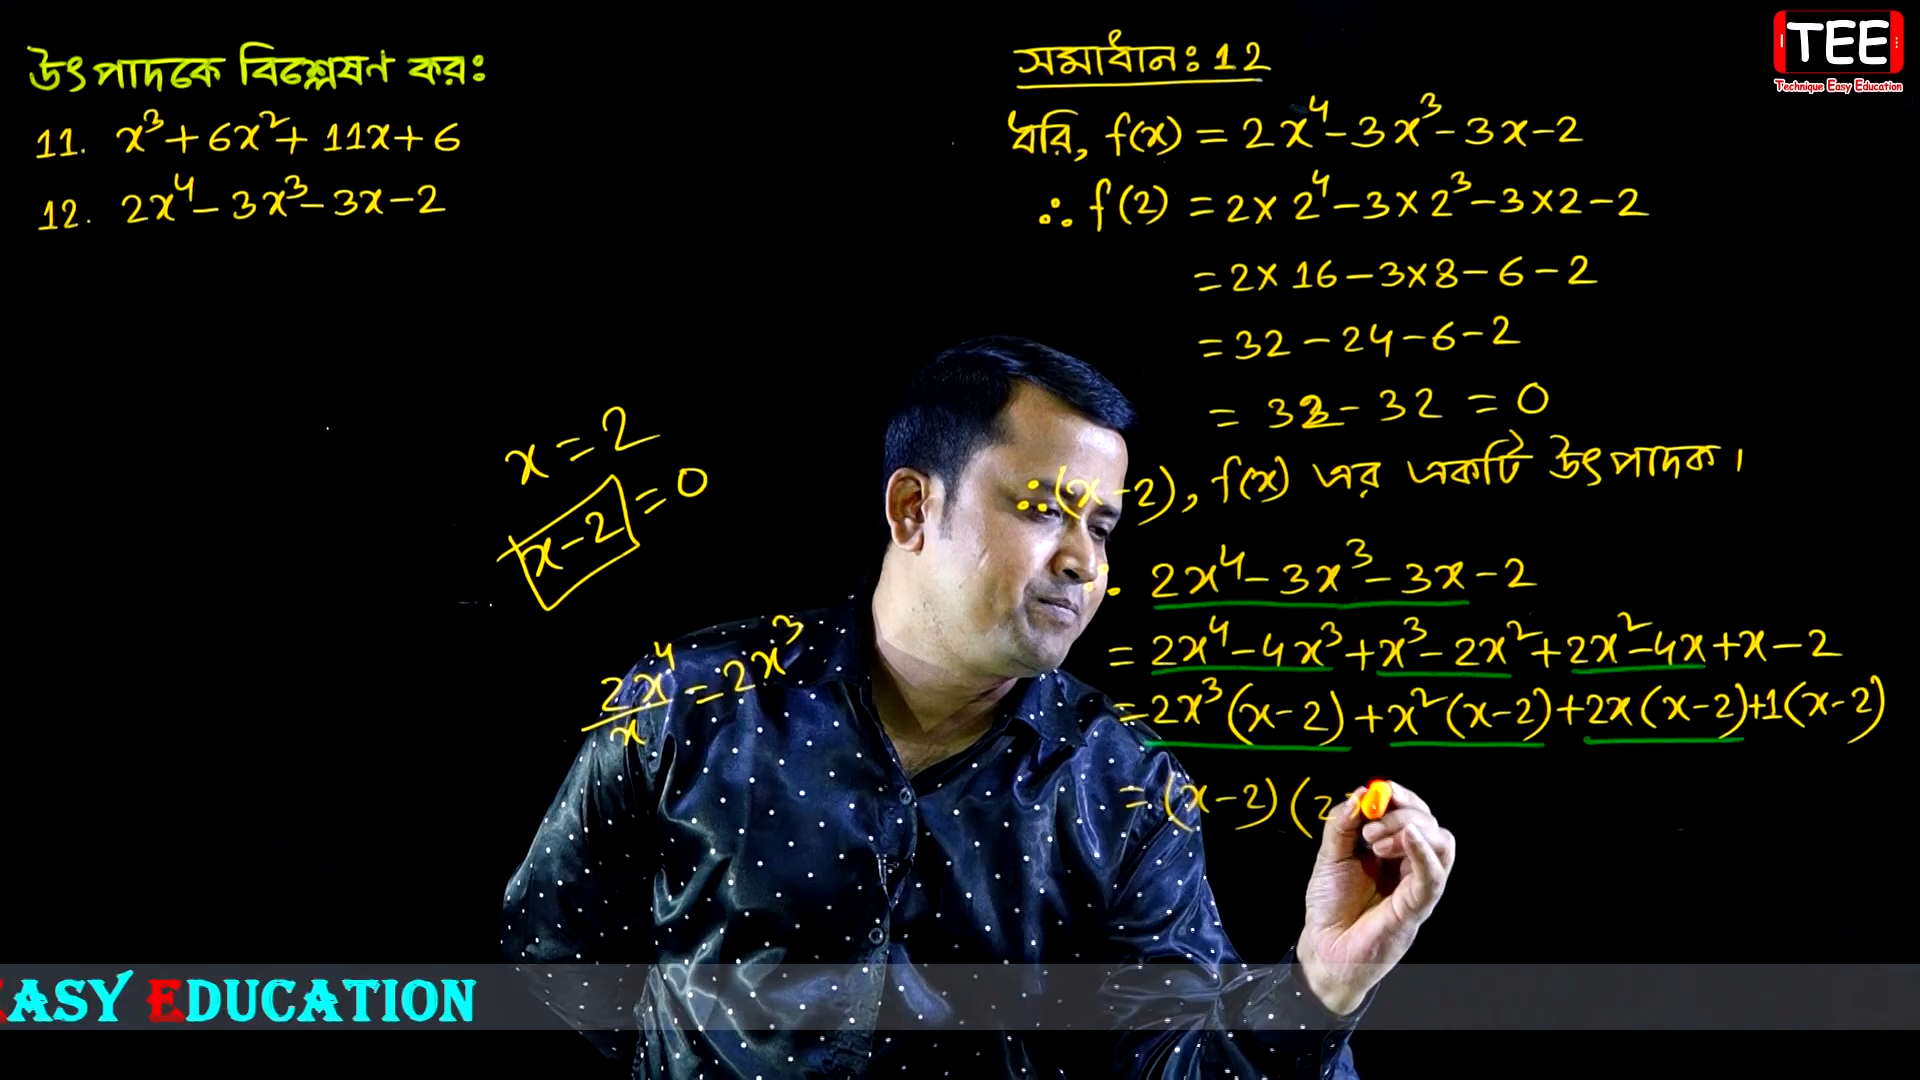 উৎপাদকে বিশ্লেষণ করঃ
11. x³ + 6x² + 11x + 6
12. 2x⁴ - 3x³ - 3x - 2
x = 2
x - 2 = 0
2x⁴/x = 2x³
সমাধানঃ 12
ধরি, f(x) = 2x⁴ - 3x³ - 3x - 2
∴ f(2) = 2 × 2⁴ - 3 × 2³ - 3 × 2 - 2
= 2 × 16 - 3 × 8 - 6 - 2
= 32 - 24 - 6 - 2
= 32 - 32 = 0
∴ (x - 2), f(x) এর একটি উৎপাদক।
∴ 2x⁴ - 3x³ - 3x - 2
= 2x⁴ - 4x³ + x³ - 2x² + 2x² - 4x + x - 2
= 2x³(x - 2) + x²(x - 2) + 2x(x - 2) + 1(x - 2)
= (x - 2)(2x
TEE
Technique Easy Education
EASY EDUCATION